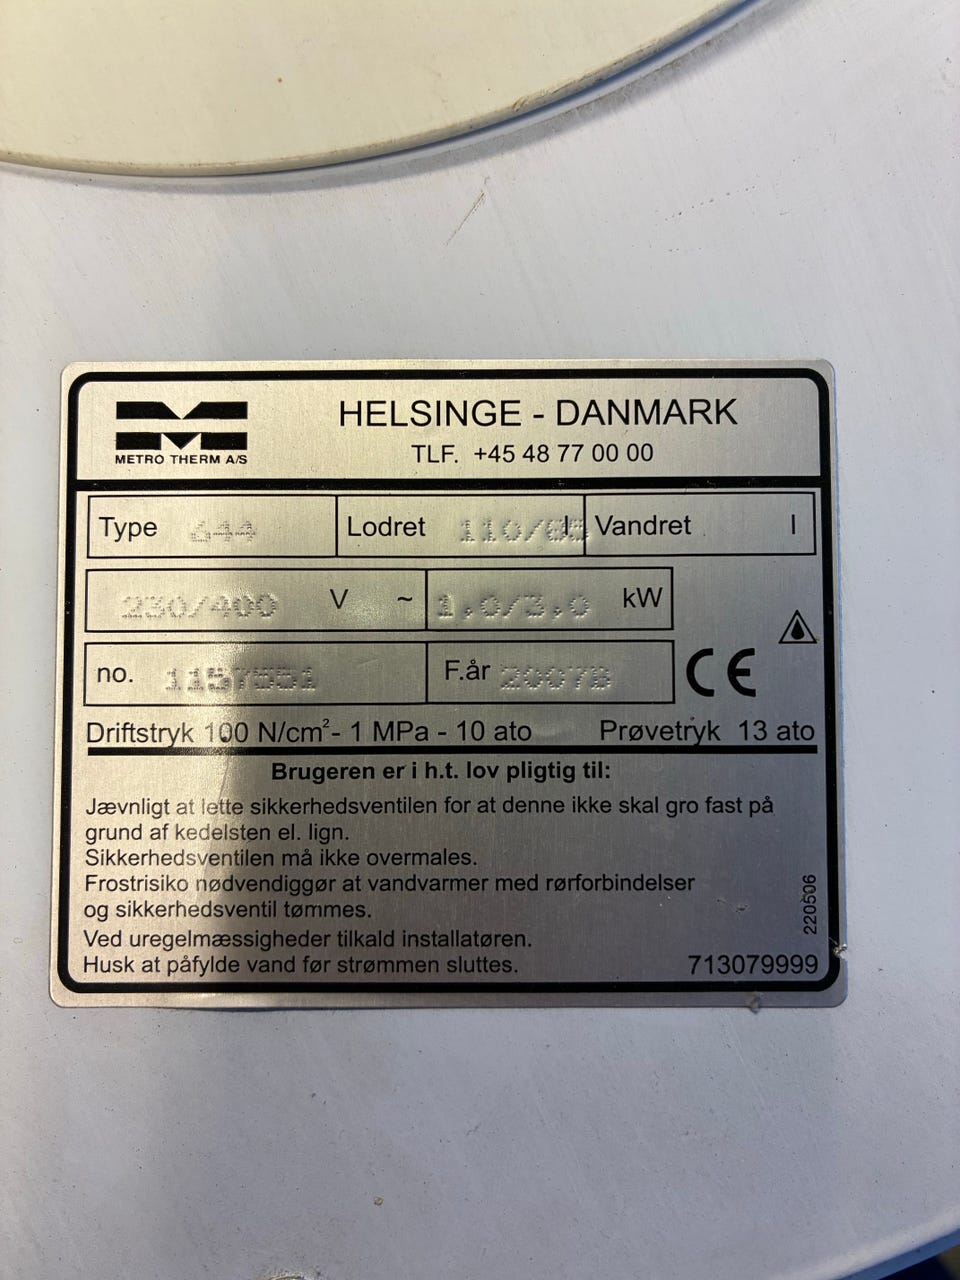 METRO THERM A/S
HELSINGE - DANMARK
TLF. +45 48 77 00 00
Type 644 Lodret l Vandret l
230/400 V ~ 1,0/3,0 kW
no. F.år 2007B
CE
Driftstryk 100 N/cm²- 1 MPa - 10 ato Prøvetryk 13 ato
Brugeren er i h.t. lov pligtig til:
Jævnligt at lette sikkerhedsventilen for at denne ikke skal gro fast på
grund af kedelsten el. lign.
Sikkerhedsventilen må ikke overmales.
Frostrisiko nødvendiggør at vandvarmer med rørforbindelser
og sikkerhedsventil tømmes.
Ved uregelmæssigheder tilkald installatøren.
Husk at påfylde vand før strømmen sluttes.
713079999
220506